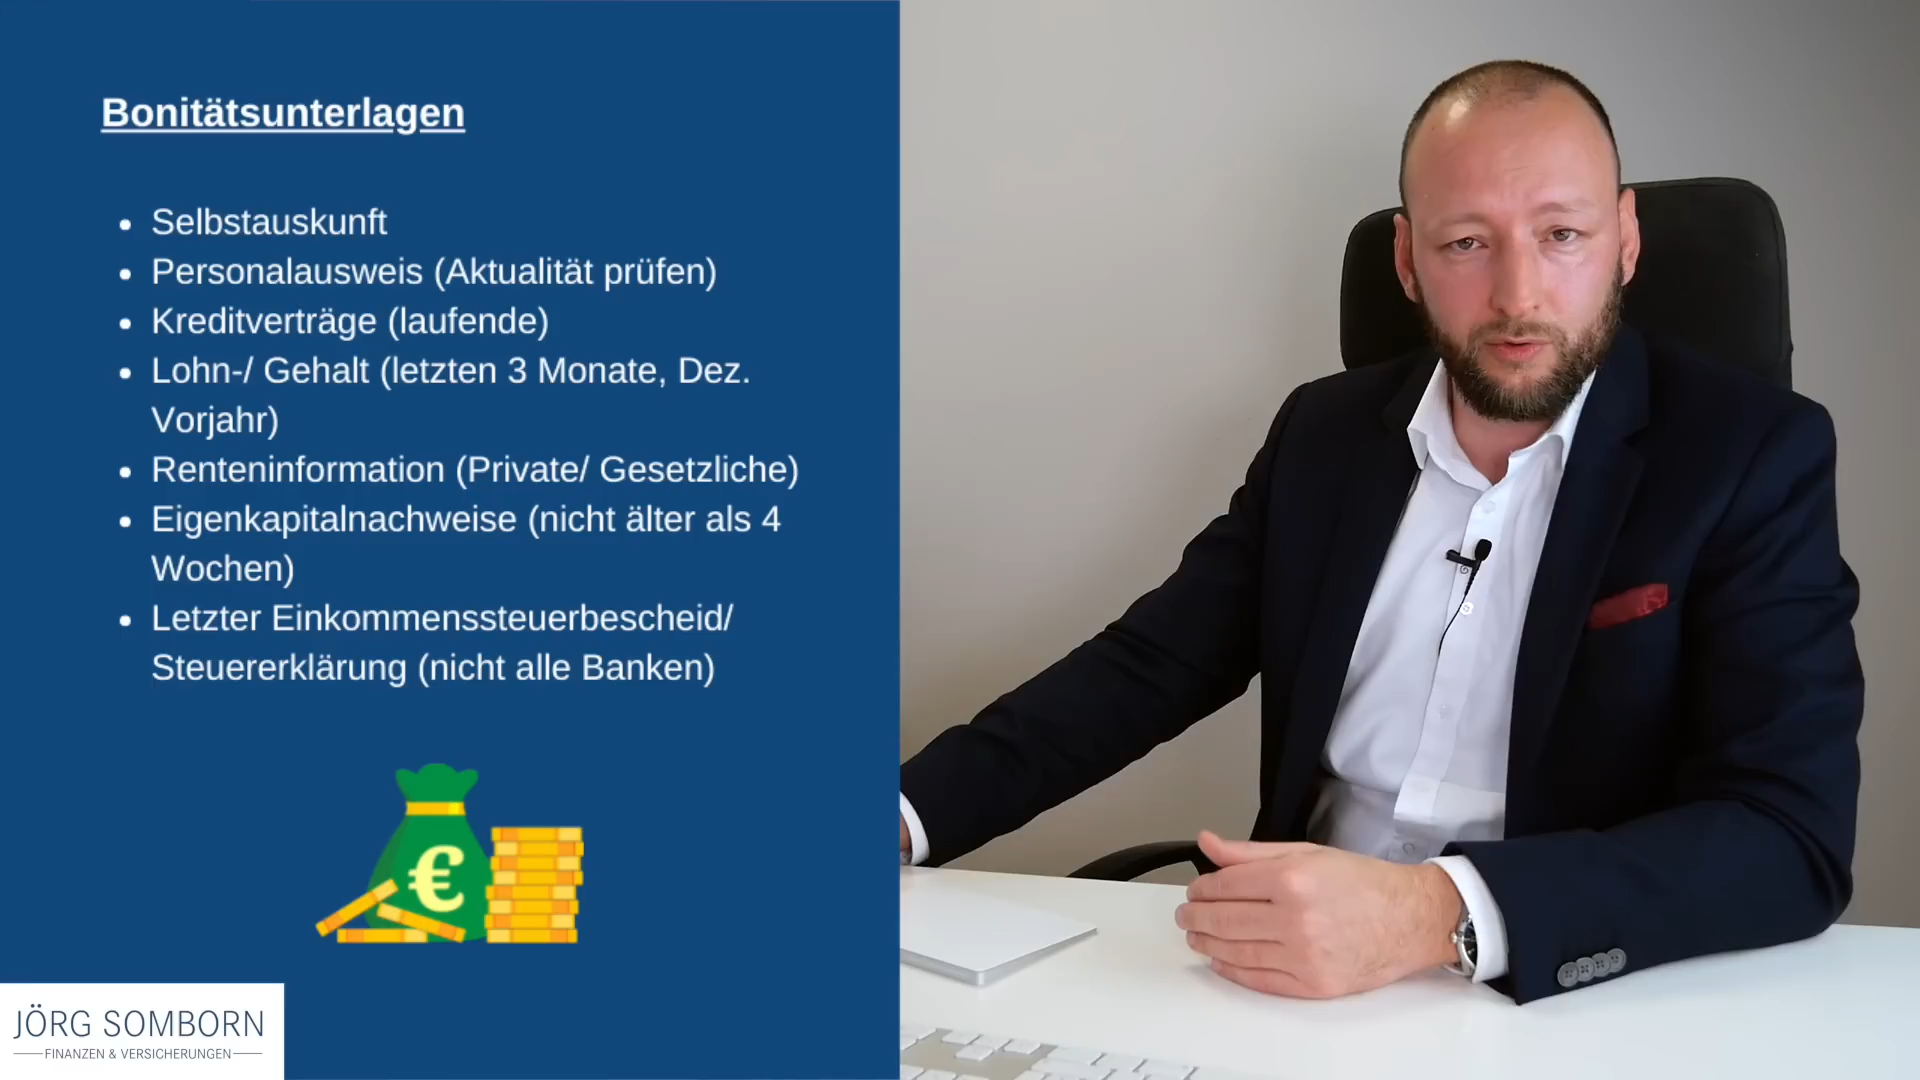 Bonitätsunterlagen
• Selbstauskunft
• Personalausweis (Aktualität prüfen)
• Kreditverträge (laufende)
• Lohn-/ Gehalt (letzten 3 Monate, Dez.
Vorjahr)
• Renteninformation (Private/ Gesetzliche)
• Eigenkapitalnachweise (nicht älter als 4
Wochen)
• Letzter Einkommenssteuerbescheid/
Steuererklärung (nicht alle Banken)
€
JÖRG SOMBORN
FINANZEN & VERSICHERUNGEN